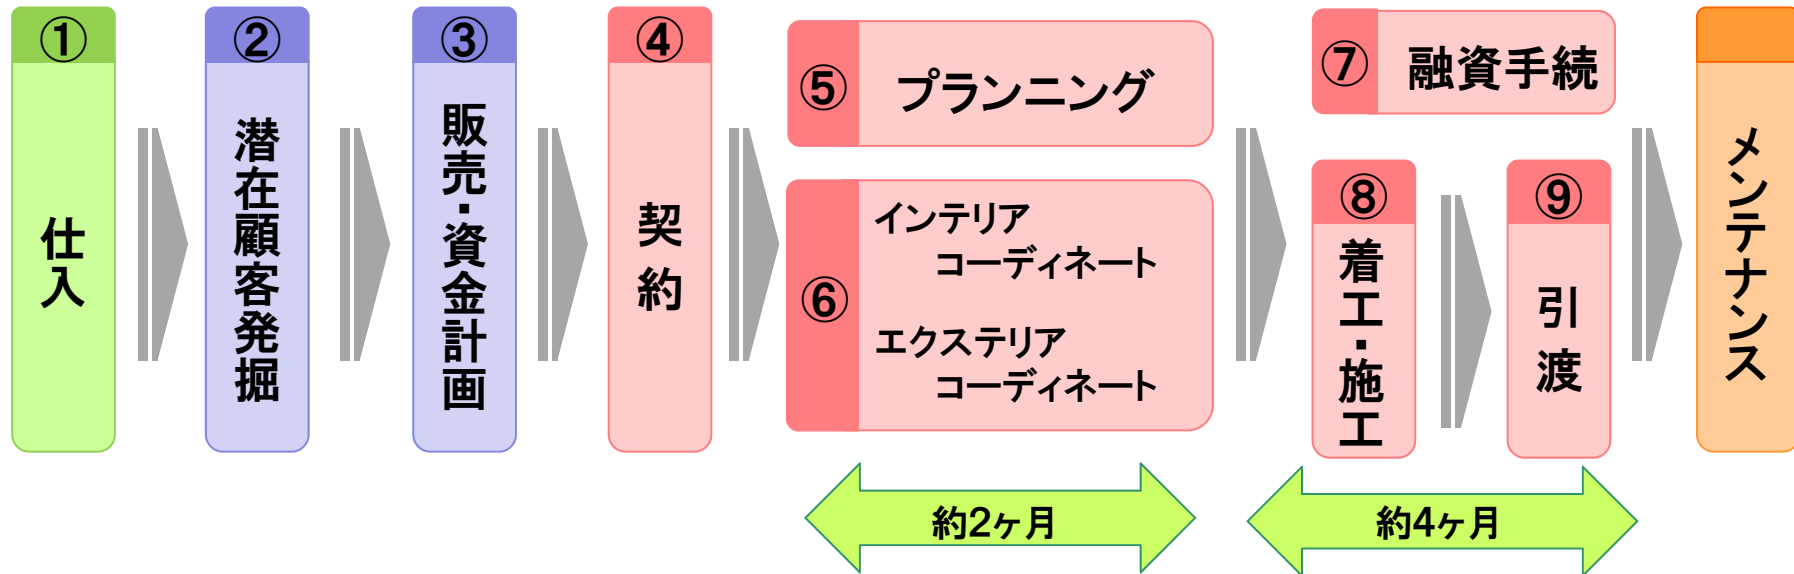 ①
仕入
②
潜在顧客発掘
③
販売・資金計画
④
契約
⑤
プランニング
⑥
インテリア
コーディネート
エクステリア
コーディネート
約2ヶ月
⑦
融資手続
⑧
着工・施工
⑨
引渡
約4ヶ月
メンテナンス